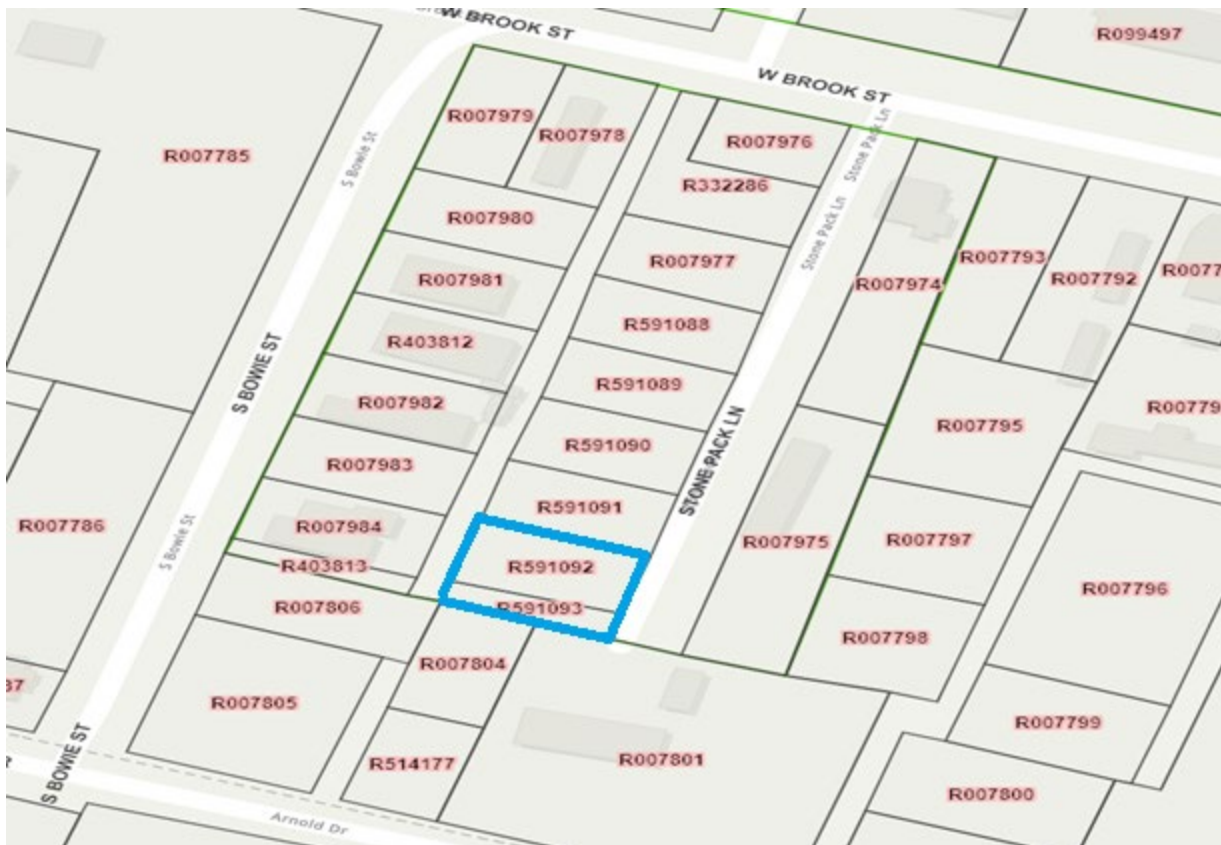 W BROOK ST
R099497
W BROOK ST
R007979
R007978
R007976
Stone Pack Ln
S Bowie St
R007785
R332286
R007980
Stone Pack Ln
R007977
R007974
R007793
R007792
R0077
R007981
R591088
S BOWIE ST
R403812
R591089
R007982
R007795
R00779
R591090
R007983
STONE PACK LN
R591091
R007786
R007984
S Bowie St
R007975
R007797
R403813
R591092
R007796
R007806
R591093
R007798
R007804
37
R007805
R007799
R514177
R007801
S BOWIE ST
R007800
Arnold Dr